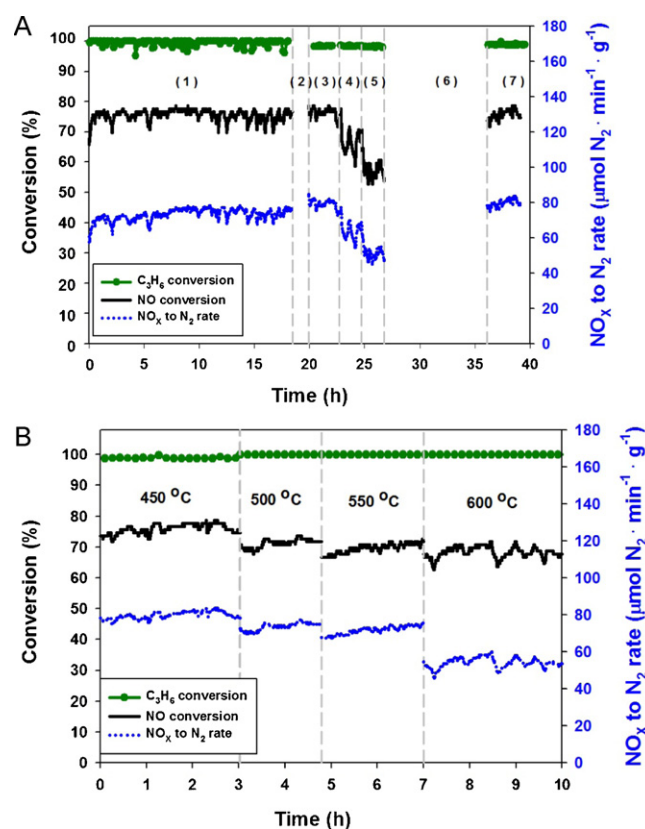 A
100
90
80
70
60
50
40
30
20
10
0
Conversion (%)
( 1 ) ( 2 ) ( 3 ) ( 4 ) ( 5 ) ( 6 ) ( 7 )
C₃H₆ conversion
NO conversion
NOₓ to N₂ rate
180
160
140
120
100
80
60
40
20
0
NOₓ to N₂ rate (µmol N₂ · min⁻¹ · g⁻¹)
0 5 10 15 20 25 30 35 40
Time (h)
B
100
90
80
70
60
50
40
30
20
10
0
Conversion (%)
450 ºC 500 ºC 550 ºC 600 ºC
C₃H₆ conversion
NO conversion
NOₓ to N₂ rate
180
160
140
120
100
80
60
40
20
0
NOₓ to N₂ rate (µmol N₂ · min⁻¹ · g⁻¹)
0 1 2 3 4 5 6 7 8 9 10
Time (h)